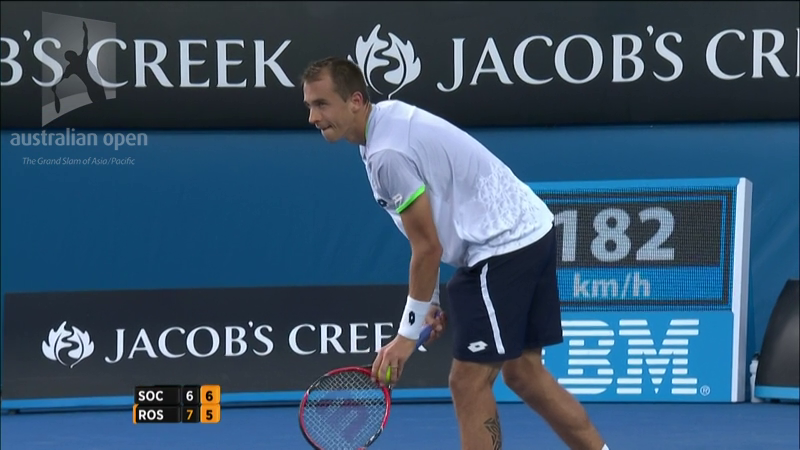 B'S CREEK
JACOB'S CR
australian open
The Grand Slam of Asia/Pacific
182
km/h
JACOB'S CREE
IBM®
SOC 6 6
ROS 7 5